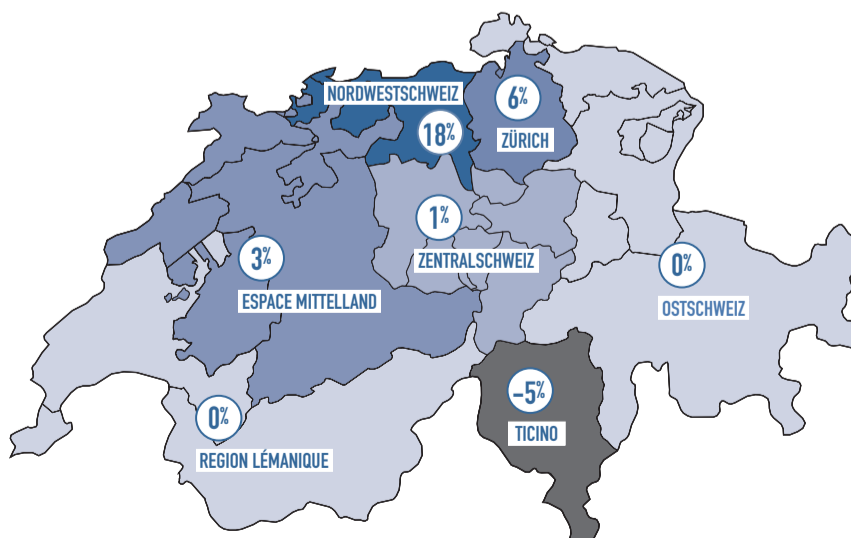 NORDWESTSCHWEIZ
18%
6%
ZÜRICH
1%
ZENTRALSCHWEIZ
3%
ESPACE MITTELLAND
0%
OSTSCHWEIZ
–5%
TICINO
0%
REGION LÉMANIQUE